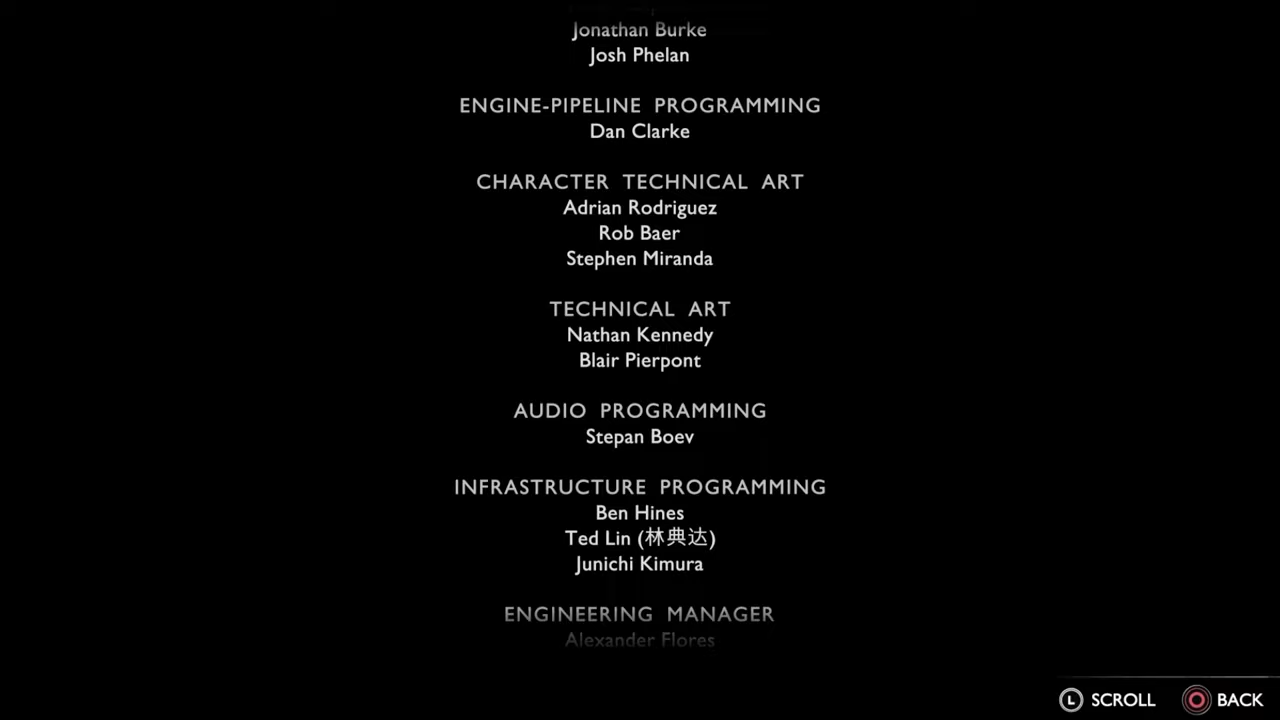 Jonathan Burke
Josh Phelan
ENGINE-PIPELINE PROGRAMMING
Dan Clarke
CHARACTER TECHNICAL ART
Adrian Rodriguez
Rob Baer
Stephen Miranda
TECHNICAL ART
Nathan Kennedy
Blair Pierpont
AUDIO PROGRAMMING
Stepan Boev
INFRASTRUCTURE PROGRAMMING
Ben Hines
Ted Lin (林典达)
Junichi Kimura
ENGINEERING MANAGER
Alexander Flores
L SCROLL O BACK